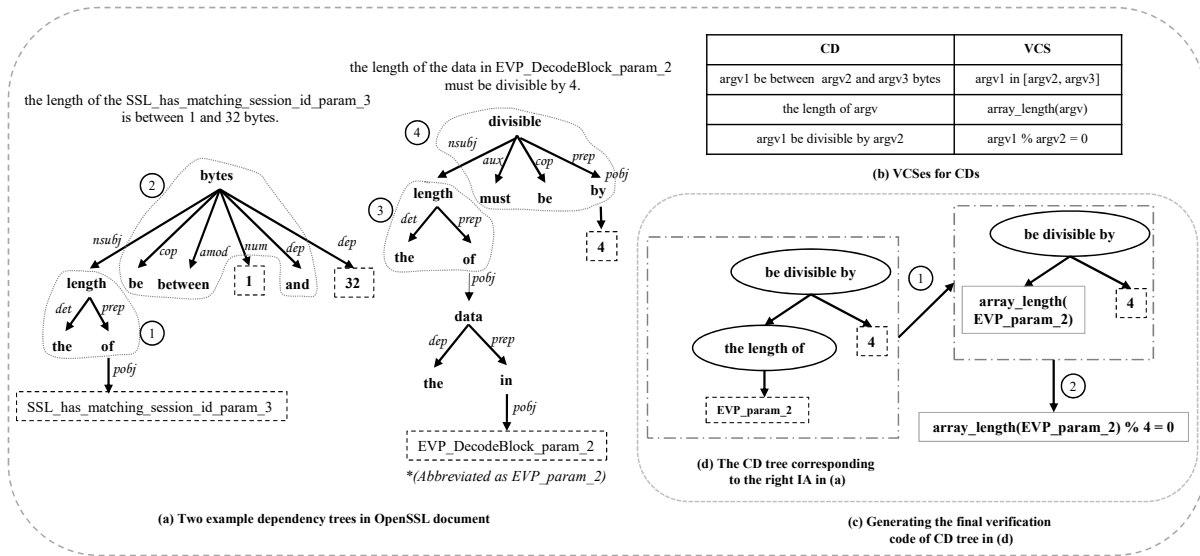 the length of the SSL_has_matching_session_id_param_3
is between 1 and 32 bytes.
2
bytes
nsubj
cop
amod
num
dep
dep
length
be
between
1
and
32
det
prep
1
the
of
pobj
SSL_has_matching_session_id_param_3
the length of the data in EVP_DecodeBlock_param_2
must be divisible by 4.
4
divisible
nsubj
aux
cop
prep
pobj
length
must
be
by
3
det
prep
4
the
of
pobj
data
dep
prep
the
in
pobj
EVP_DecodeBlock_param_2
*(Abbreviated as EVP_param_2)
(a) Two example dependency trees in OpenSSL document
CD VCS
argv1 be between argv2 and argv3 bytes argv1 in [argv2, argv3]
the length of argv array_length(argv)
argv1 be divisible by argv2 argv1 % argv2 = 0
(b) VCSes for CDs
be divisible by
the length of
4
EVP_param_2
(d) The CD tree corresponding
to the right IA in (a)
1
be divisible by
array_length(
EVP_param_2)
4
2
array_length(EVP_param_2) % 4 = 0
(c) Generating the final verification
code of CD tree in (d)